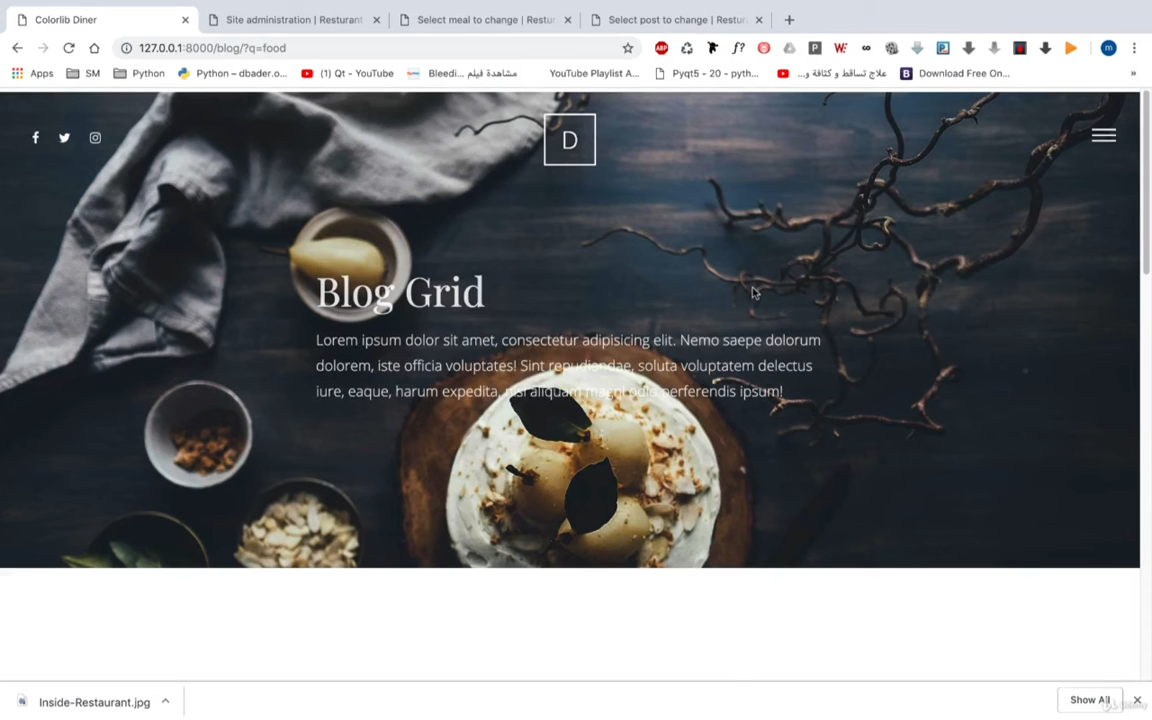 Colorlib Diner
Site administration | Resturant
Select meal to change | Restur
Select post to change | Restur
127.0.0.1:8000/blog/?q=food
ABP
f?
P
W
P
m
Apps
SM
Python
Python – dbader.o...
(1) Qt - YouTube
Bleedi... مشاهدة فيلم
YouTube Playlist A...
Pyqt5 - 20 - pyth...
علاج تساقط و كثافة و...
B
Download Free On...
»
D
Blog Grid
Lorem ipsum dolor sit amet, consectetur adipisicing elit. Nemo saepe dolorum
dolorem, iste officia voluptates! Sint repudiandae, soluta voluptatem delectus
iure, eaque, harum expedita, nisi aliquam magni odio perferendis ipsum!
Inside-Restaurant.jpg
Show All